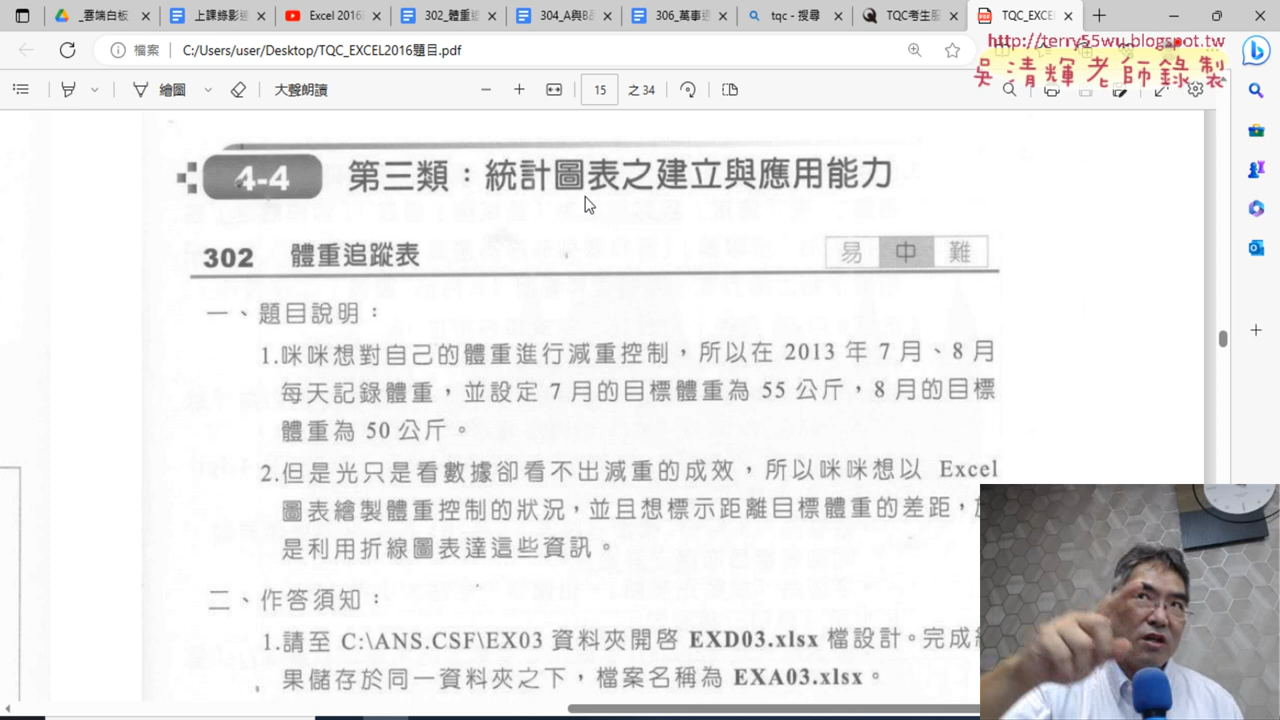 _雲端白板
上課錄影連
Excel 2016
302_體重追
304_A與B產
306_萬事達
tqc - 搜尋
TQC考生服
TQC_EXCE
檔案
C:/Users/user/Desktop/TQC_EXCEL2016題目.pdf
http://terry55wu.blogspot.tw
吳清輝老師錄製
繪圖
大聲朗讀
15 之 34
4-4 第三類：統計圖表之建立與應用能力
302 體重追蹤表 易 中 難
一、題目說明：
1.咪咪想對自己的體重進行減重控制，所以在 2013 年 7 月、8 月
每天記錄體重，並設定 7 月的目標體重為 55 公斤，8 月的目標
體重為 50 公斤。
2.但是光只是看數據卻看不出減重的成效，所以咪咪想以 Excel
圖表繪製體重控制的狀況，並且想標示距離目標體重的差距，於
是利用折線圖表達這些資訊。
二、作答須知：
1.請至 C:\ANS.CSF\EX03 資料夾開啓 EXD03.xlsx 檔設計。完成結
果儲存於同一資料夾之下，檔案名稱為 EXA03.xlsx。